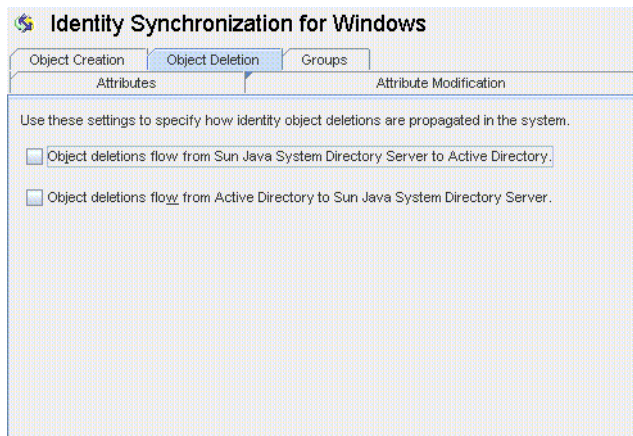 Identity Synchronization for Windows
Object Creation Object Deletion Groups
Attributes Attribute Modification
Use these settings to specify how identity object deletions are propagated in the system.
Object deletions flow from Sun Java System Directory Server to Active Directory.
Object deletions flow from Active Directory to Sun Java System Directory Server.